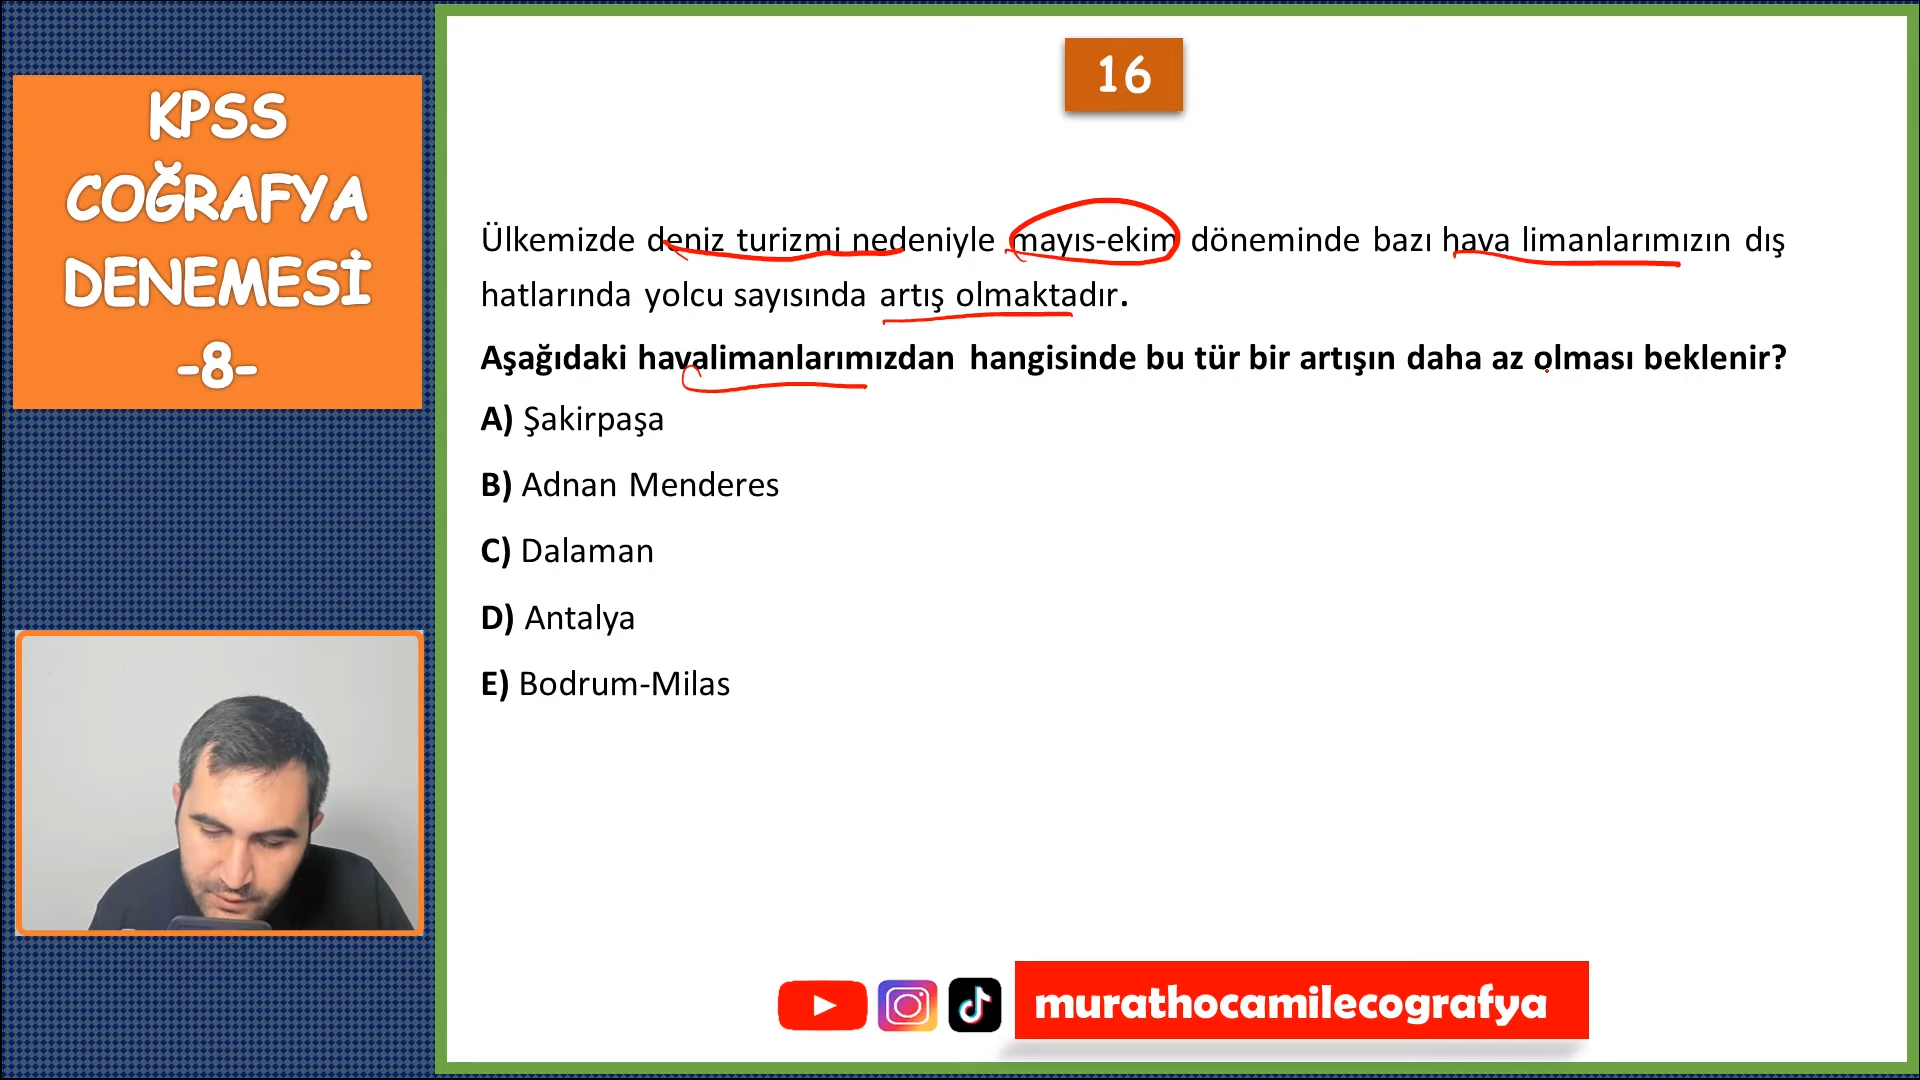 KPSS
COĞRAFYA
DENEMESİ
-8-
16
Ülkemizde deniz turizmi nedeniyle mayıs-ekim döneminde bazı hava limanlarımızın dış
hatlarında yolcu sayısında artış olmaktadır.
Aşağıdaki havalimanlarımızdan hangisinde bu tür bir artışın daha az olması beklenir?
A) Şakirpaşa
B) Adnan Menderes
C) Dalaman
D) Antalya
E) Bodrum-Milas
murathocamilecografya